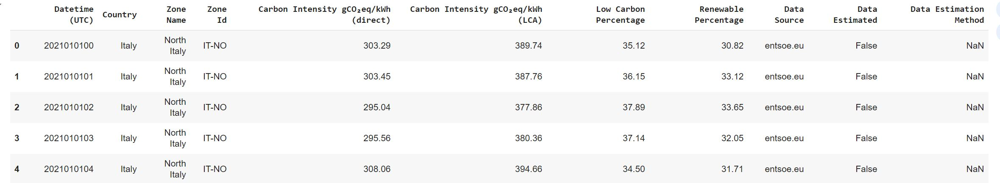 Datetime (UTC) Country Zone Name Zone Id Carbon Intensity gCO₂eq/kWh (direct) Carbon Intensity gCO₂eq/kWh (LCA) Low Carbon Percentage Renewable Percentage Data Source Data Estimated Data Estimation Method
0 2021010100 Italy North Italy IT-NO 303.29 389.74 35.12 30.82 entsoe.eu False NaN
1 2021010101 Italy North Italy IT-NO 303.45 387.76 36.15 33.12 entsoe.eu False NaN
2 2021010102 Italy North Italy IT-NO 295.04 377.86 37.89 33.65 entsoe.eu False NaN
3 2021010103 Italy North Italy IT-NO 295.56 380.36 37.14 32.05 entsoe.eu False NaN
4 2021010104 Italy North Italy IT-NO 308.06 394.66 34.50 31.71 entsoe.eu False NaN